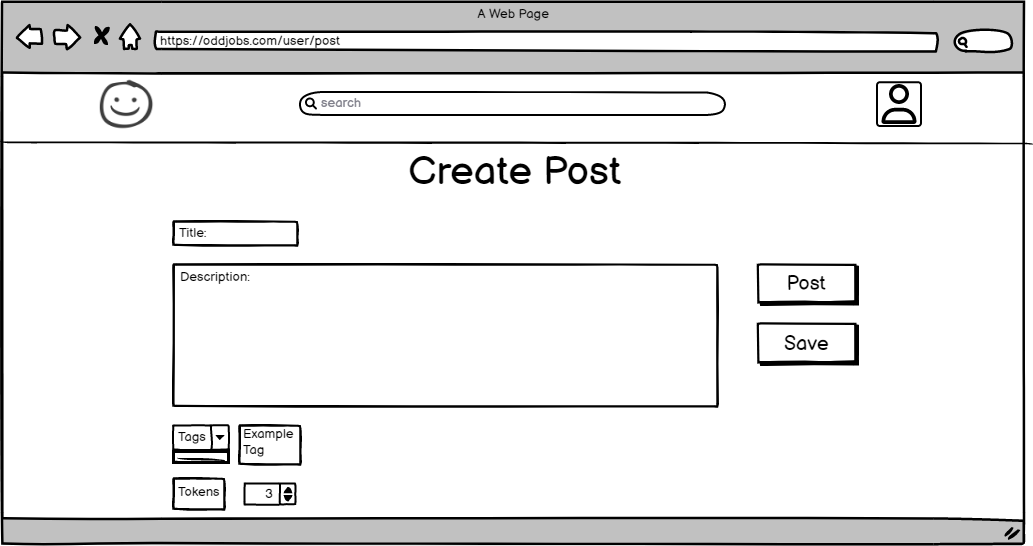 A Web Page
https://oddjobs.com/user/post
search
Create Post
Title:
Description:
Post
Save
Tags
Example
Tag
Tokens
3